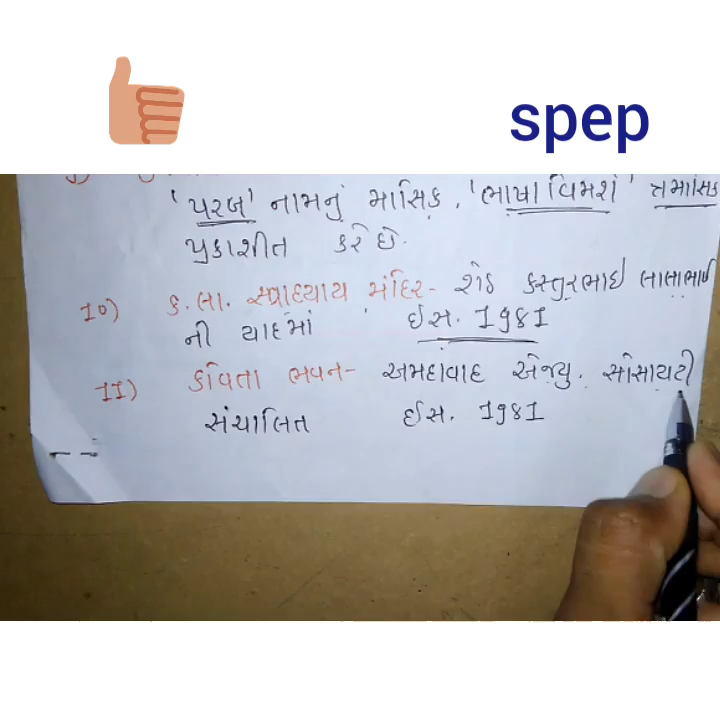 spep
'પરબ' નામનું માસિક. 'ભાષાવિમર્શ' ત્રમાસિક
પ્રકાશીત કરે છે.
10) ક.લા. સ્વાધ્યાય મંદિર - શેઠ કસ્તુરભાઈ લાલાભાઈ
ની યાદમાં ઈસ. 1981
11) કવિતા ભવન - અમદાવાદ એજ્યુ. સોસાયટી
સંચાલિત ઈસ. 1981